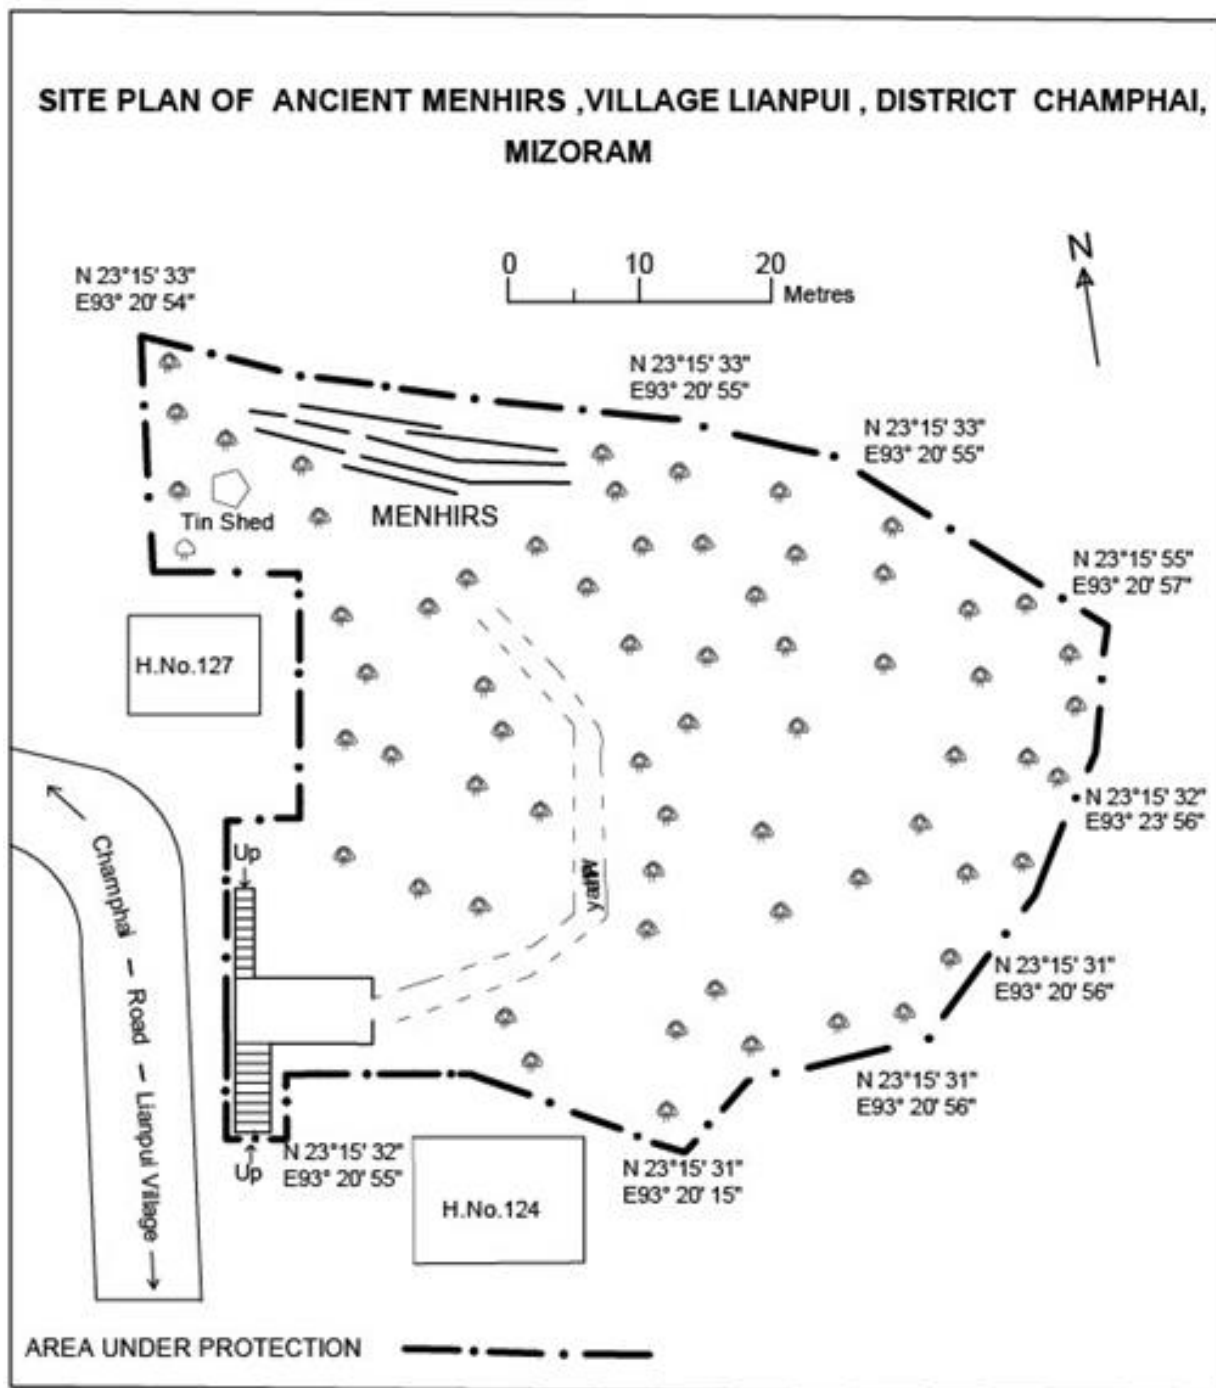 SITE PLAN OF ANCIENT MENHIRS ,VILLAGE LIANPUI , DISTRICT CHAMPHAI,
MIZORAM
N
0 10 20
Metres
N 23°15' 33"
E93° 20' 54"
N 23°15' 33"
E93° 20' 55"
N 23°15' 33"
E93° 20' 55"
Tin Shed
MENHIRS
N 23°15' 55"
E93° 20' 57"
H.No.127
N 23°15' 32"
E93° 23' 56"
Up
Champhai – Road – Lianpui Village
N 23°15' 31"
E93° 20' 56"
N 23°15' 31"
E93° 20' 56"
N 23°15' 32"
E93° 20' 55"
Up
N 23°15' 31"
E93° 20' 15"
H.No.124
AREA UNDER PROTECTION